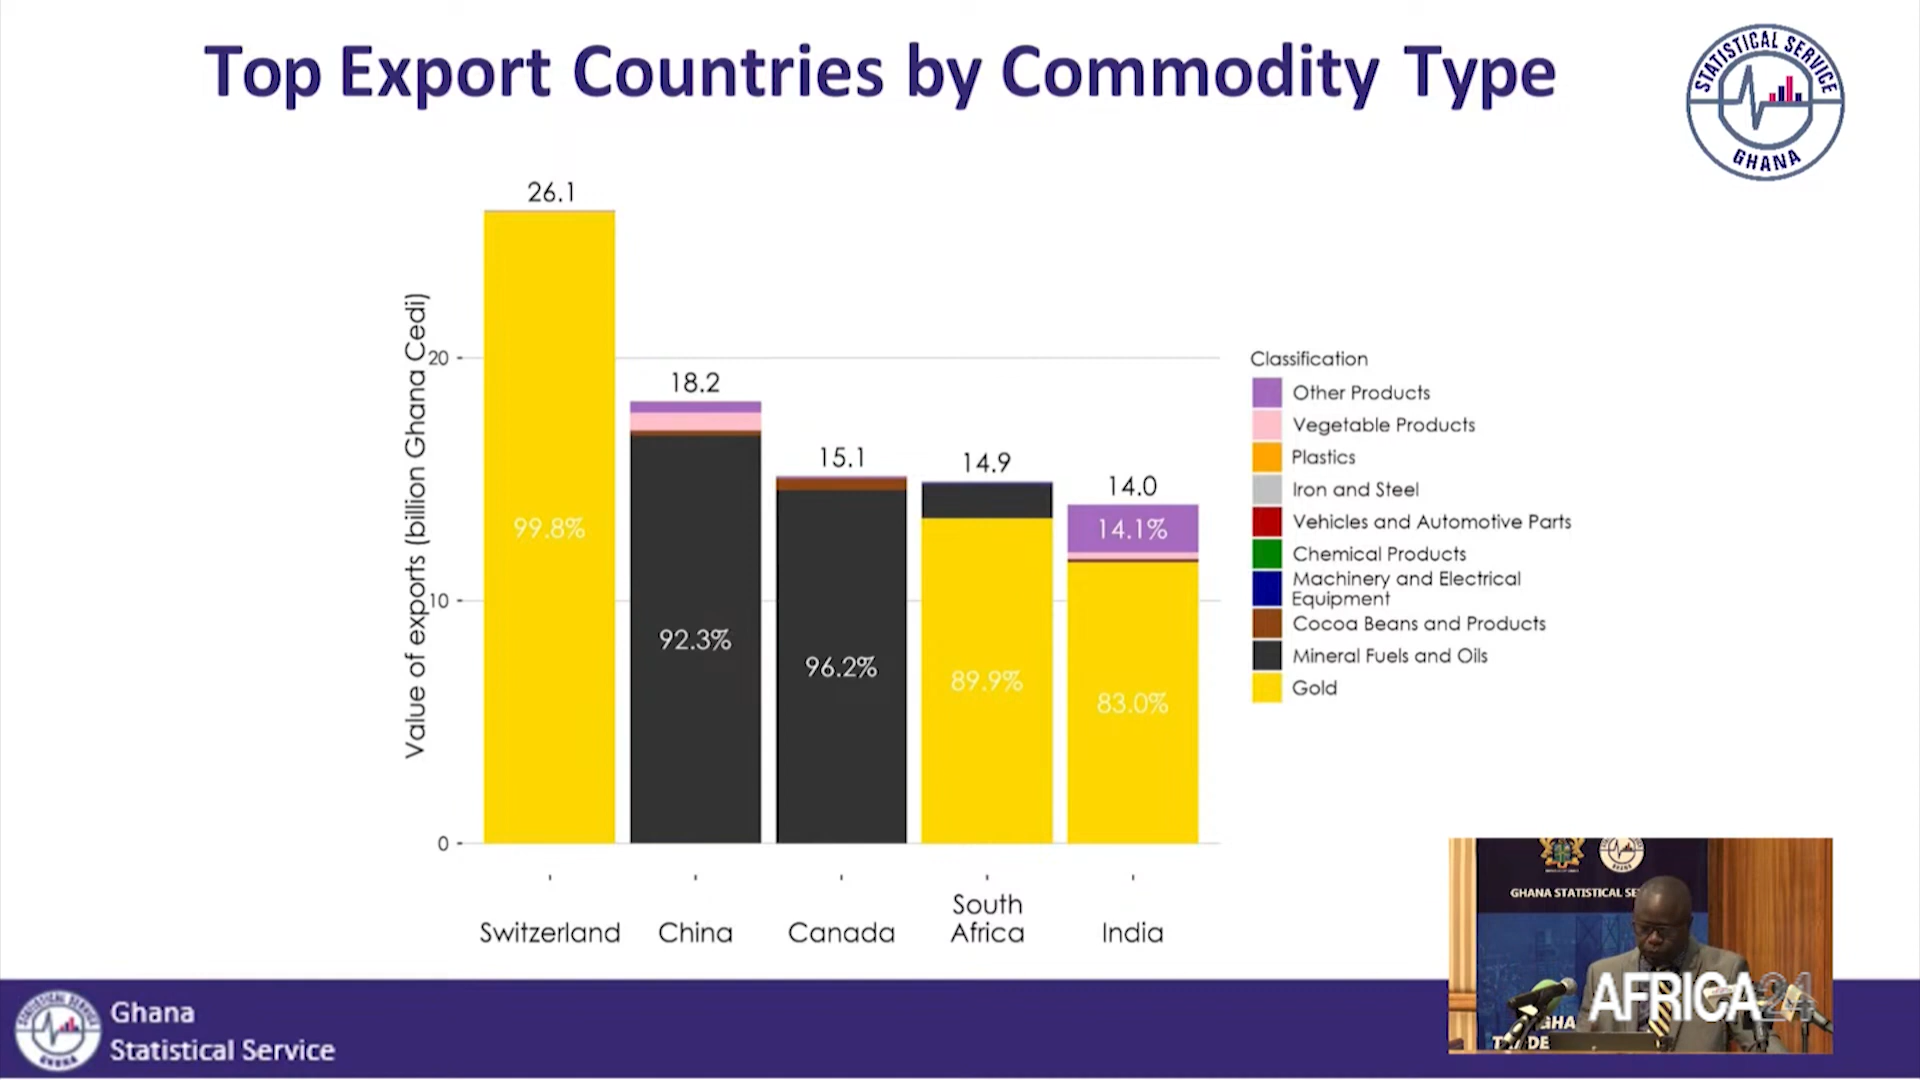 Top Export Countries by Commodity Type
STATISTICAL SERVICE
GHANA
Value of exports (billion Ghana Cedi)
20
10
0
26.1
18.2
15.1
14.9
14.0
99.8%
92.3%
96.2%
89.9%
14.1%
83.0%
Switzerland
China
Canada
South
Africa
India
Classification
Other Products
Vegetable Products
Plastics
Iron and Steel
Vehicles and Automotive Parts
Chemical Products
Machinery and Electrical
Equipment
Cocoa Beans and Products
Mineral Fuels and Oils
Gold
GHANA STATISTICAL SE
AFRICA24
GHA
STATISTICAL SERVICE
GHANA
Ghana
Statistical Service